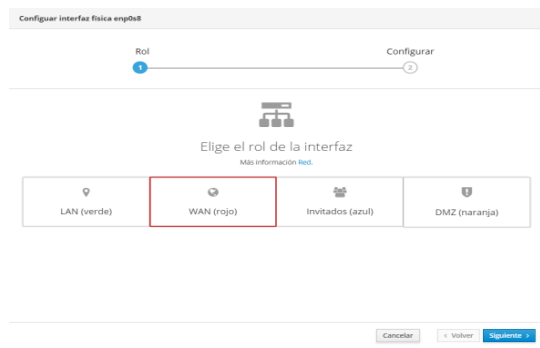 Configuar interfaz física enp0s8
Rol
Configurar
1
2
Elige el rol de la interfaz
Más información Red.
LAN (verde)
WAN (rojo)
Invitados (azul)
DMZ (naranja)
Cancelar
‹ Volver
Siguiente ›